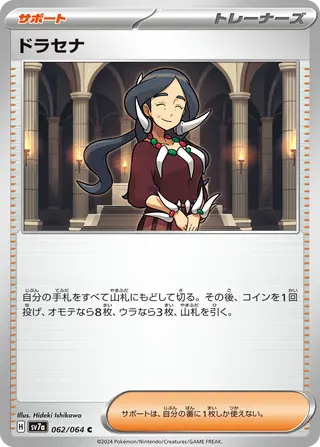 サポート
トレーナーズ
ドラセナ
自分の手札をすべて山札にもどして切る。その後、コインを1回
投げ、オモテなら8枚、ウラなら3枚、山札を引く。
Illus. Hideki Ishikawa
H sv7a 062/064 C
サポートは、自分の番に1枚しか使えない。
©2024 Pokémon/Nintendo/Creatures/GAME FREAK.